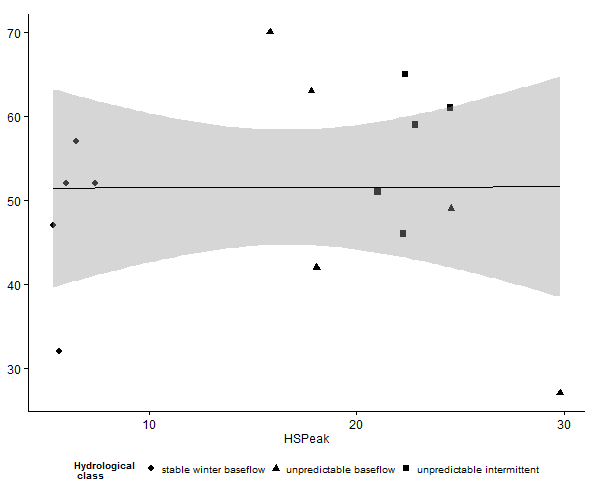 70
60
50
40
30
10 20 30
HSPeak
Hydrological
class
stable winter baseflow unpredictable baseflow unpredictable intermittent